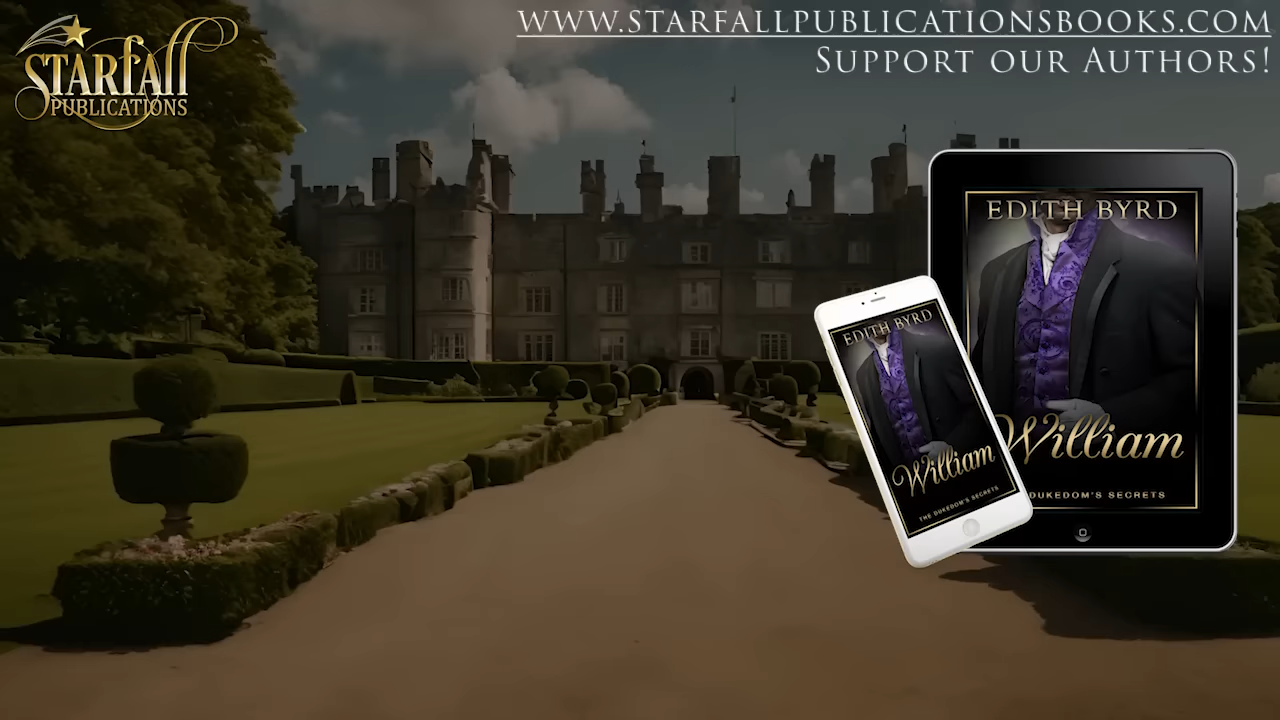 STARfall
PUBLICATIONS
WWW.STARFALLPUBLICATIONSBOOKS.COM
SUPPORT OUR AUTHORS!
EDITH BYRD
William
DUKEDOM'S SECRETS
EDITH BYRD
William
THE DUKEDOM'S SECRETS